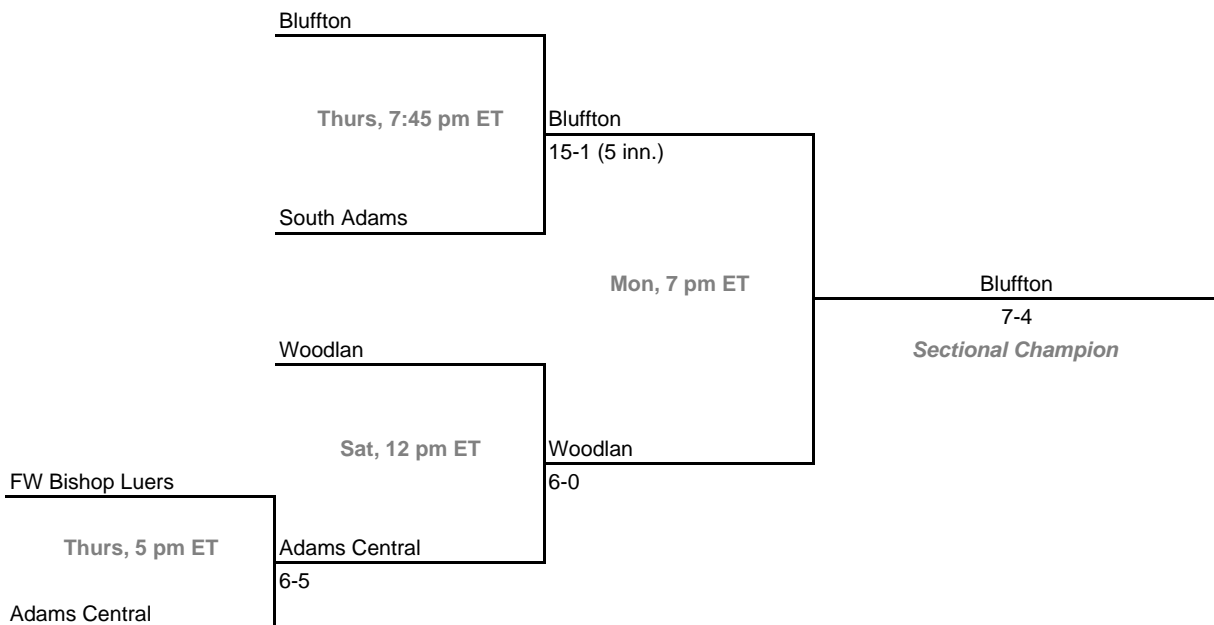 Bluffton
Thurs, 7:45 pm ET
Bluffton
15-1 (5 inn.)
South Adams
Mon, 7 pm ET
Bluffton
7-4
Woodlan
Sectional Champion
Sat, 12 pm ET
Woodlan
FW Bishop Luers
6-0
Thurs, 5 pm ET
Adams Central
6-5
Adams Central